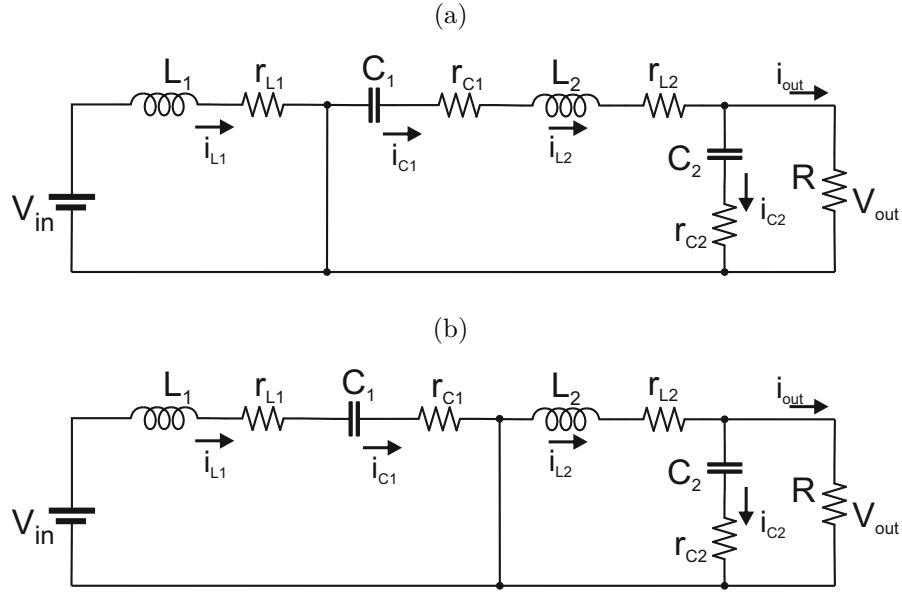 (a)
L1 rL1 C1 rC1 L2 rL2 iout
iL1 iC1 iL2
C2 R
Vin iC2 Vout
rC2
(b)
L1 rL1 C1 rC1 L2 rL2 iout
iL1 iC1 iL2
C2 R
Vin iC2 Vout
rC2